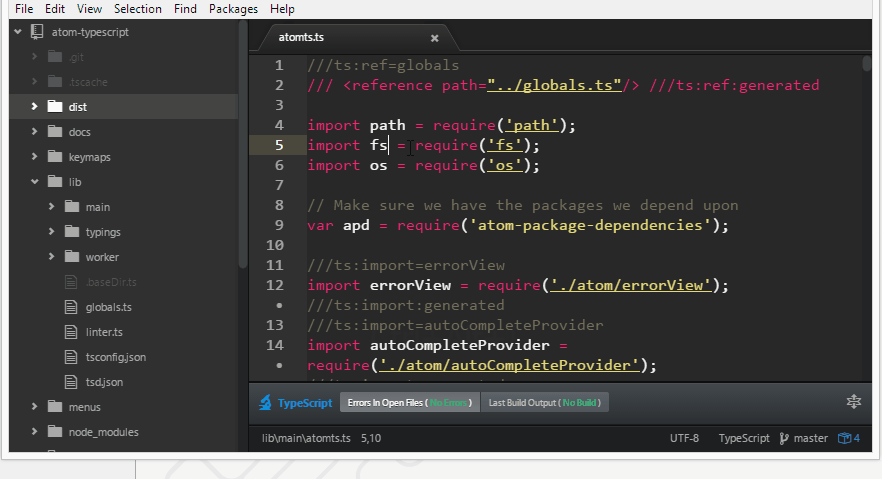 File Edit View Selection Find Packages Help
atom-typescript
.git
.tscache
dist
docs
keymaps
lib
main
typings
worker
.baseDir.ts
globals.ts
linter.ts
tsconfig.json
tsd.json
menus
node_modules
atomts.ts
1 ///ts:ref=globals
2 /// <reference path="../globals.ts"/> ///ts:ref:generated
3
4 import path = require('path');
5 import fs = require('fs');
6 import os = require('os');
7
8 // Make sure we have the packages we depend upon
9 var apd = require('atom-package-dependencies');
10
11 ///ts:import=errorView
12 import errorView = require('./atom/errorView');
• ///ts:import:generated
13 ///ts:import=autoCompleteProvider
14 import autoCompleteProvider =
• require('./atom/autoCompleteProvider');
TypeScript Errors In Open Files ( No Errors ) Last Build Output ( No Build )
lib\main\atomts.ts 5,10 UTF-8 TypeScript master 4